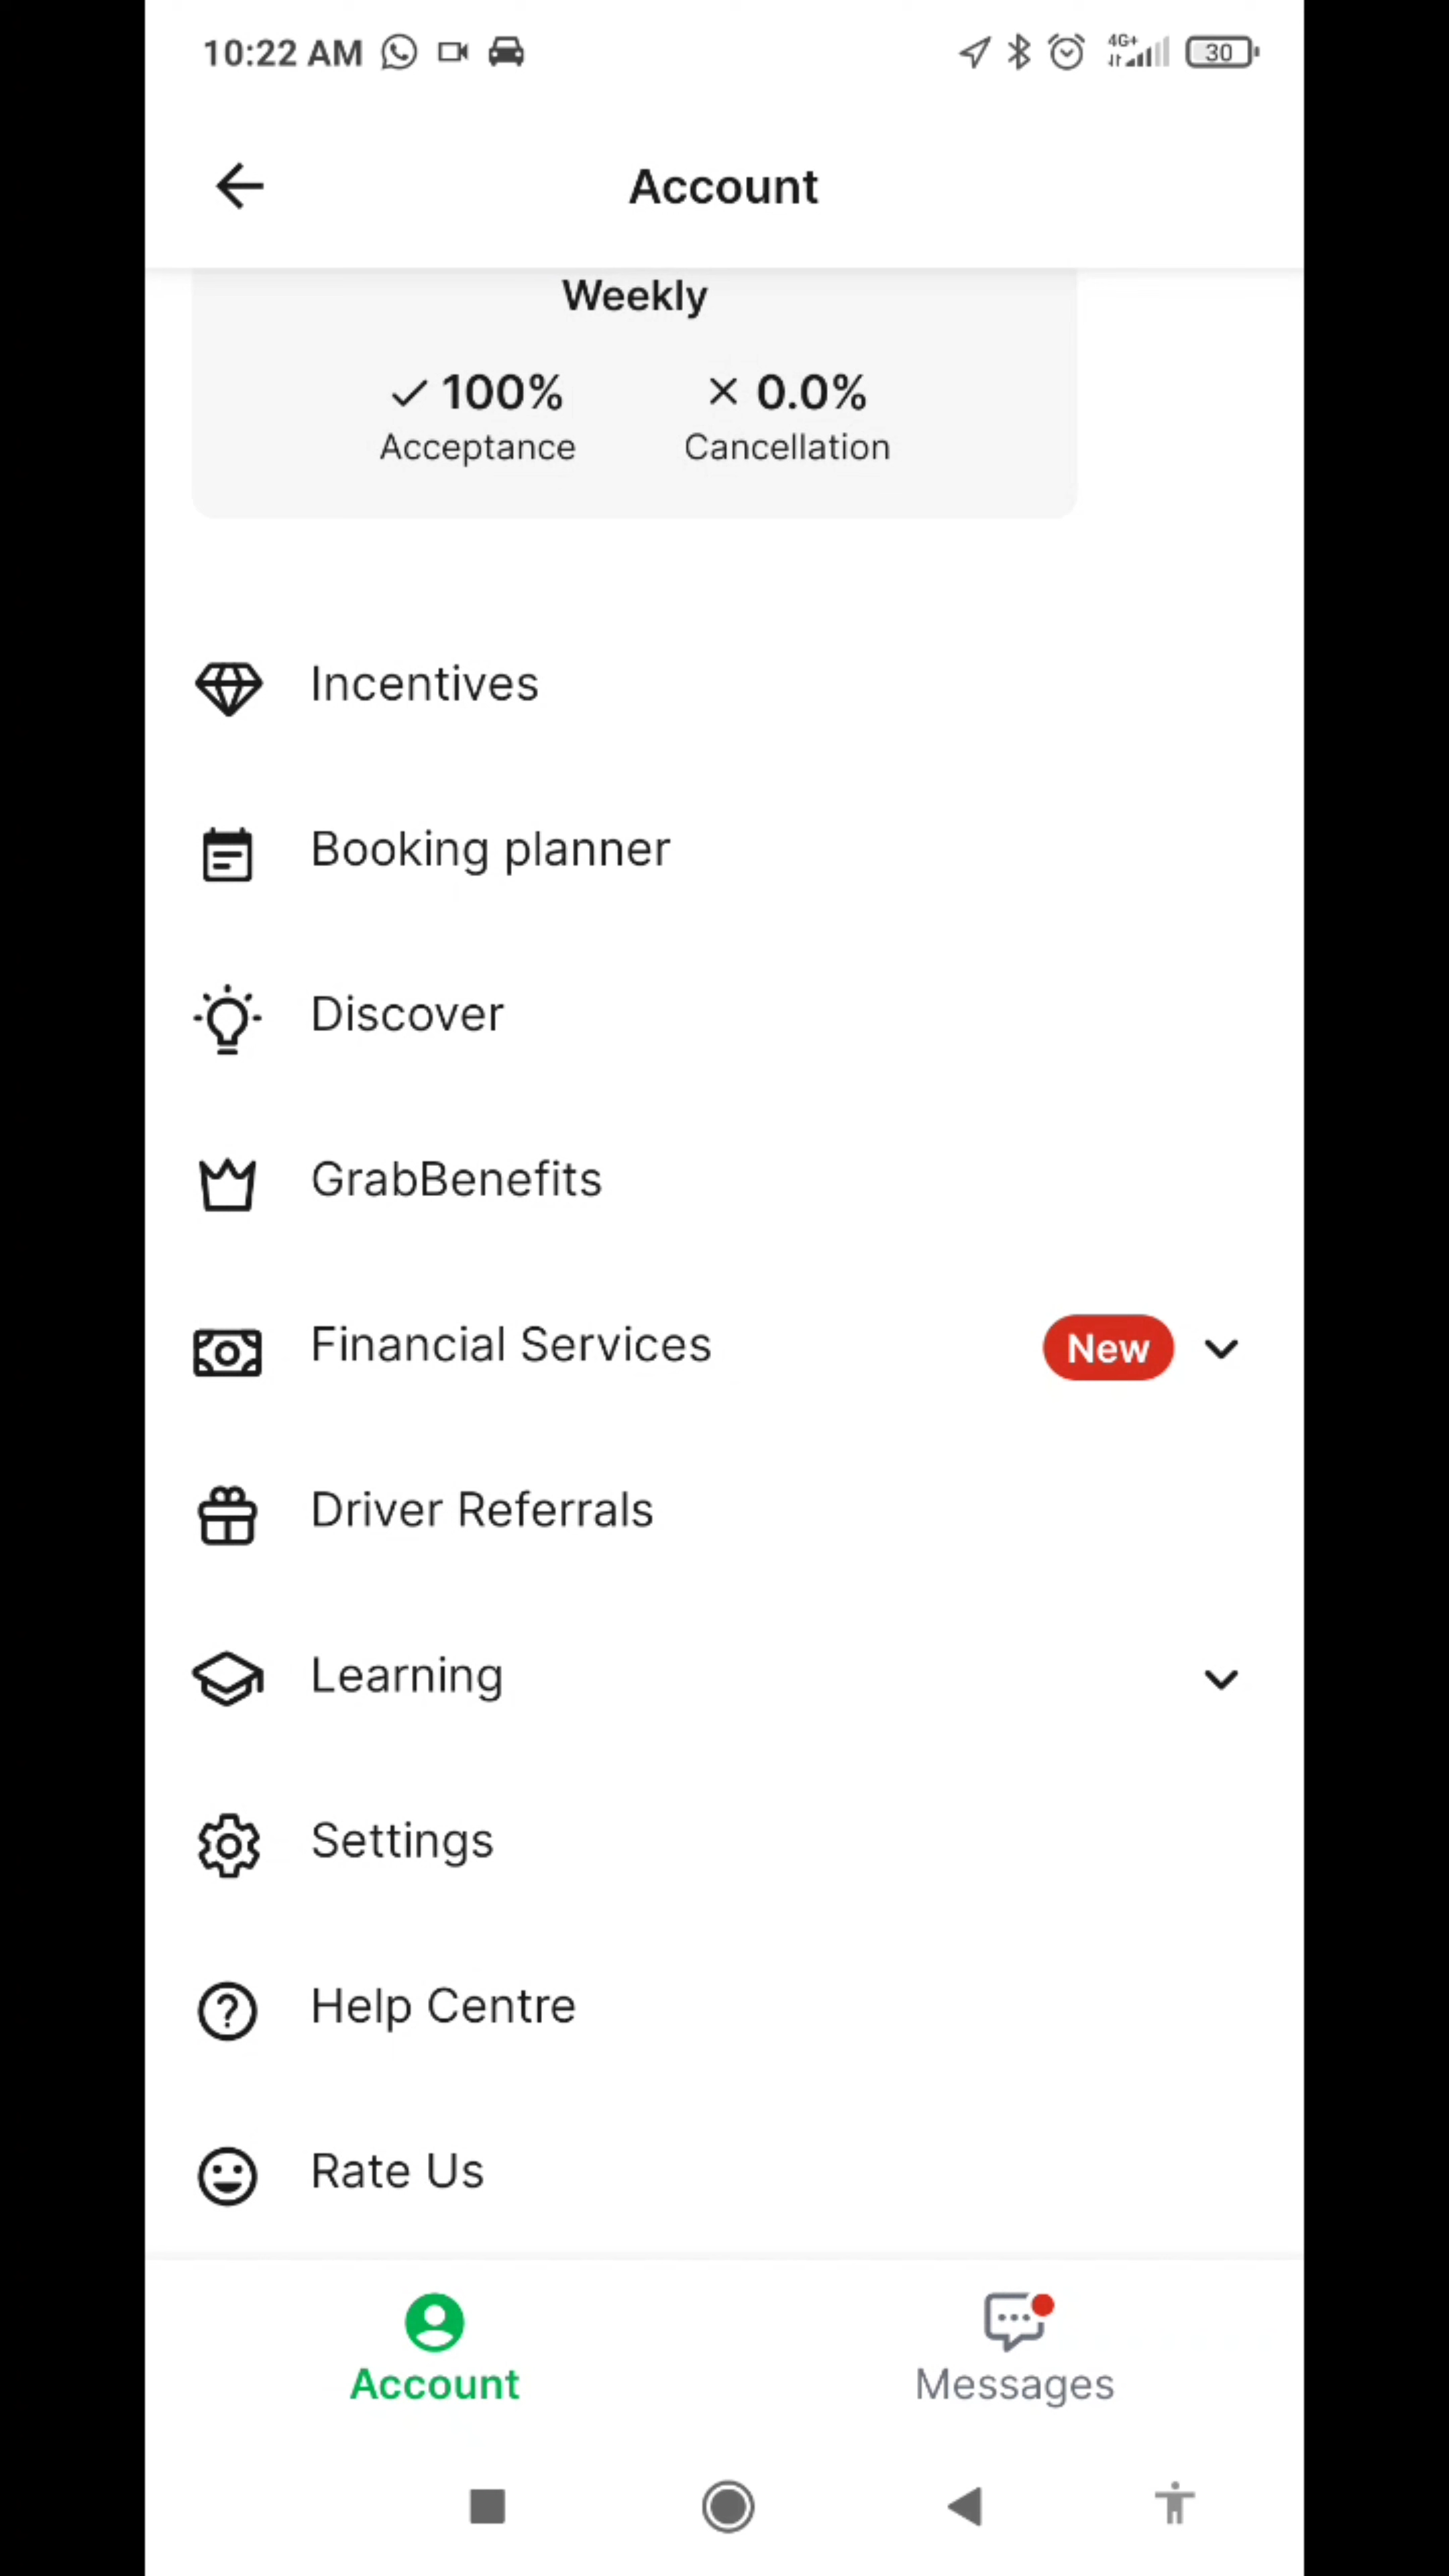 10:22 AM 4G+ 30
Account
Weekly
100% 0.0%
Acceptance Cancellation
Incentives
Booking planner
Discover
GrabBenefits
Financial Services New
Driver Referrals
Learning
Settings
Help Centre
Rate Us
Account Messages